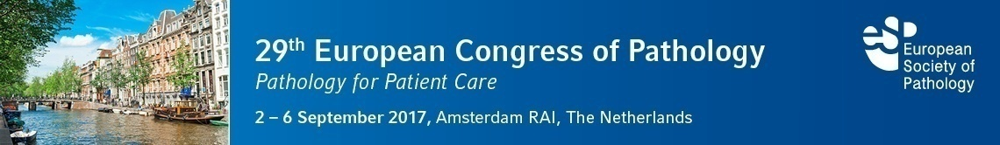 29th European Congress of Pathology
Pathology for Patient Care
2 – 6 September 2017, Amsterdam RAI, The Netherlands
esp
European
Society of
Pathology